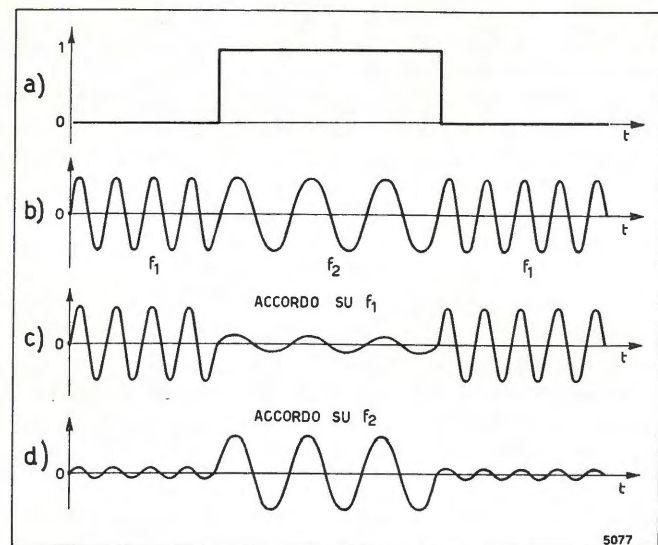 1
a)
0
t
b)
0
t
f₁
f₂
f₁
ACCORDO SU f₁
c)
0
t
ACCORDO SU f₂
d)
0
t
5077